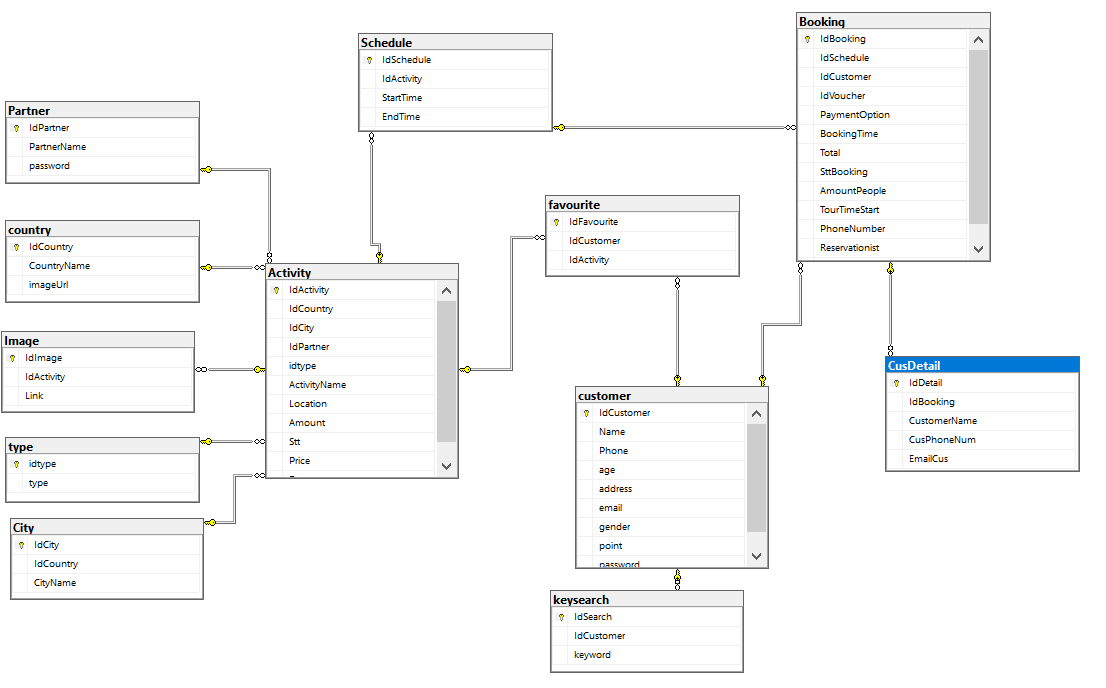 Booking
IdBooking
IdSchedule
IdCustomer
IdVoucher
PaymentOption
BookingTime
Total
SttBooking
AmountPeople
TourTimeStart
PhoneNumber
Reservationist
Schedule
IdSchedule
IdActivity
StartTime
EndTime
Partner
IdPartner
PartnerName
password
country
IdCountry
CountryName
imageUrl
favourite
IdFavourite
IdCustomer
IdActivity
Activity
IdActivity
IdCountry
IdCity
IdPartner
idtype
ActivityName
Location
Amount
Stt
Price
Image
IdImage
IdActivity
Link
type
idtype
type
City
IdCity
IdCountry
CityName
customer
IdCustomer
Name
Phone
age
address
email
gender
point
password
CusDetail
IdDetail
IdBooking
CustomerName
CusPhoneNum
EmailCus
keysearch
IdSearch
IdCustomer
keyword